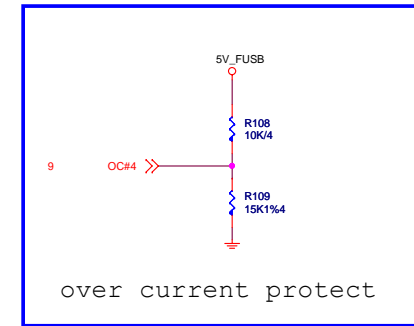 5V_FUSB
R108
10K/4
9 OC#4
R109
15K1%4
over current protect